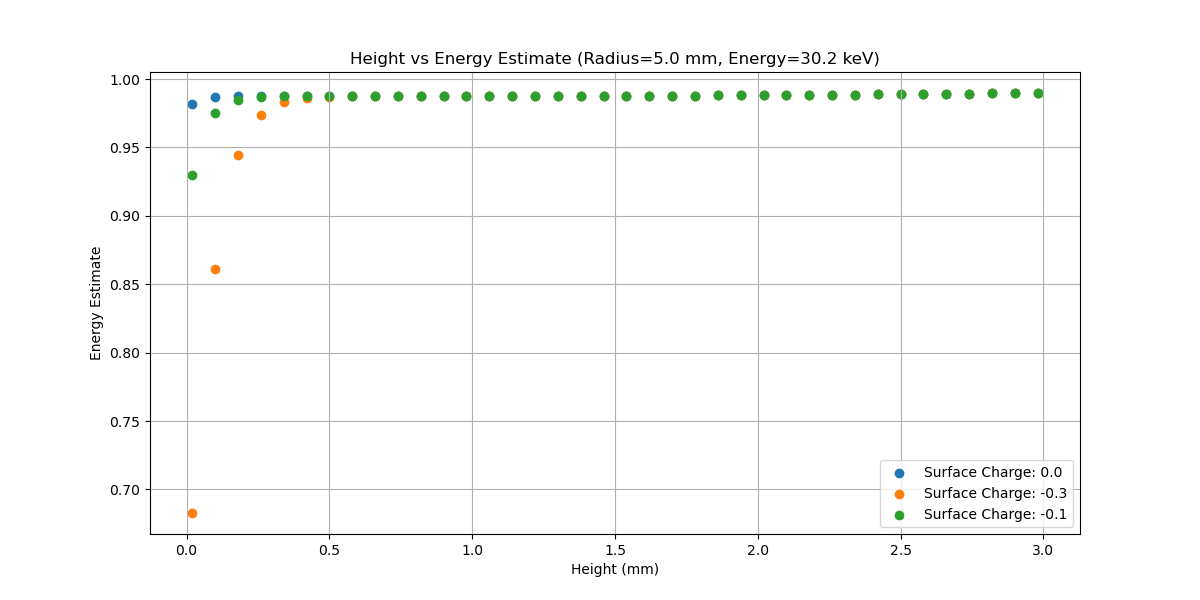 Height vs Energy Estimate (Radius=5.0 mm, Energy=30.2 keV)
1.00
0.95
0.90
0.85
0.80
0.75
0.70
Energy Estimate
Surface Charge: 0.0
Surface Charge: -0.3
Surface Charge: -0.1
0.0 0.5 1.0 1.5 2.0 2.5 3.0
Height (mm)